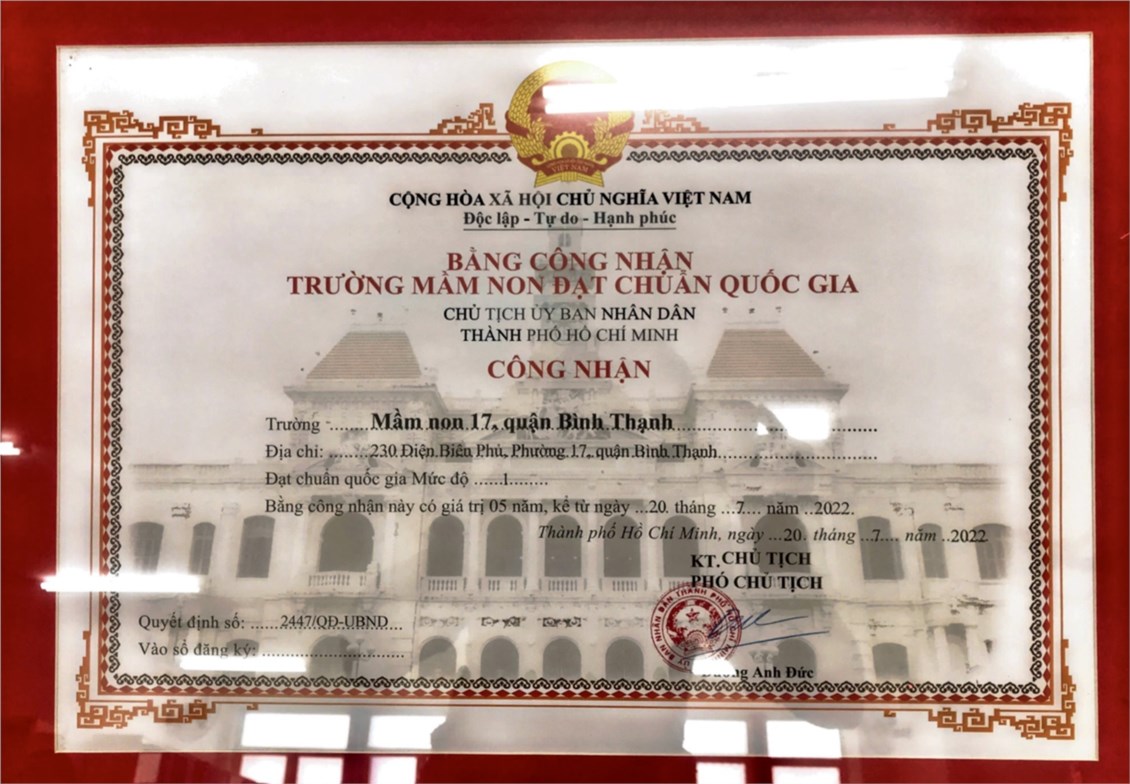 VIỆT NAM
CỘNG HÒA XÃ HỘI CHỦ NGHĨA VIỆT NAM
Độc lập - Tự do - Hạnh phúc
BẰNG CÔNG NHẬN
TRƯỜNG MẦM NON ĐẠT CHUẨN QUỐC GIA
CHỦ TỊCH ỦY BAN NHÂN DÂN
THÀNH PHỐ HỒ CHÍ MINH
CÔNG NHẬN
Trường ........Mầm non 17, quận Bình Thạnh........
Địa chỉ: ........230 Điện Biên Phủ, Phường 17, quận Bình Thạnh........
Đạt chuẩn quốc gia Mức độ ......1........
Bằng công nhận này có giá trị 05 năm, kể từ ngày ...20. tháng ...7.... năm ..2022.
Thành phố Hồ Chí Minh, ngày ...20. tháng ...7.... năm ..2022
KT. CHỦ TỊCH
PHÓ CHỦ TỊCH
Quyết định số: ......2447/QĐ-UBND...
Vào sổ đăng ký: ........
Anh Đức